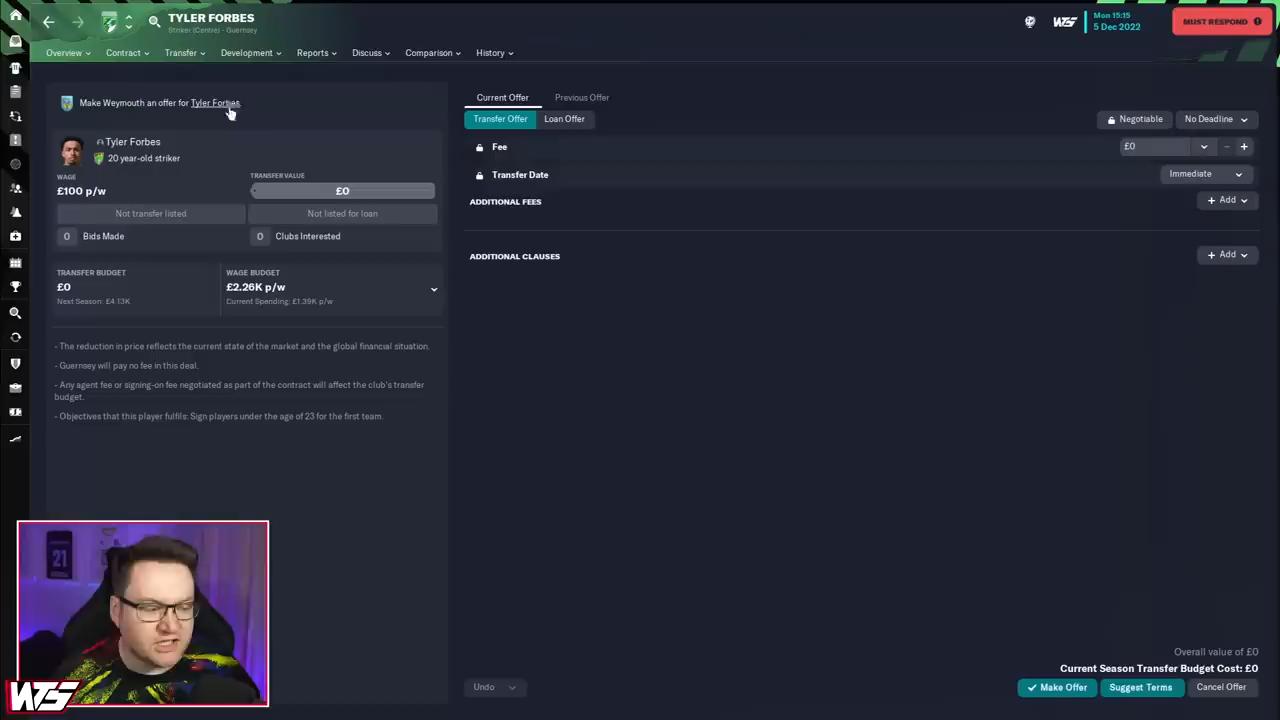 TYLER FORBES
Striker (Centre) - Guernsey
WTS
Mon 15:15
5 Dec 2022
MUST RESPOND
Overview
Contract
Transfer
Development
Reports
Discuss
Comparison
History
Make Weymouth an offer for Tyler Forbes.
Tyler Forbes
20 year-old striker
WAGE
£100 p/w
TRANSFER VALUE
£0
Not transfer listed
Not listed for loan
0 Bids Made
0 Clubs Interested
TRANSFER BUDGET
£0
Next Season: £4.13K
WAGE BUDGET
£2.26K p/w
Current Spending: £1.39K p/w
- The reduction in price reflects the current state of the market and the global financial situation.
- Guernsey will pay no fee in this deal.
- Any agent fee or signing-on fee negotiated as part of the contract will affect the club's transfer
budget.
- Objectives that this player fulfils: Sign players under the age of 23 for the first team.
Current Offer
Previous Offer
Transfer Offer
Loan Offer
Negotiable
No Deadline
Fee
£0
Transfer Date
Immediate
ADDITIONAL FEES
+ Add
ADDITIONAL CLAUSES
+ Add
Overall value of £0
Current Season Transfer Budget Cost: £0
Undo
Make Offer
Suggest Terms
Cancel Offer
21
WTS